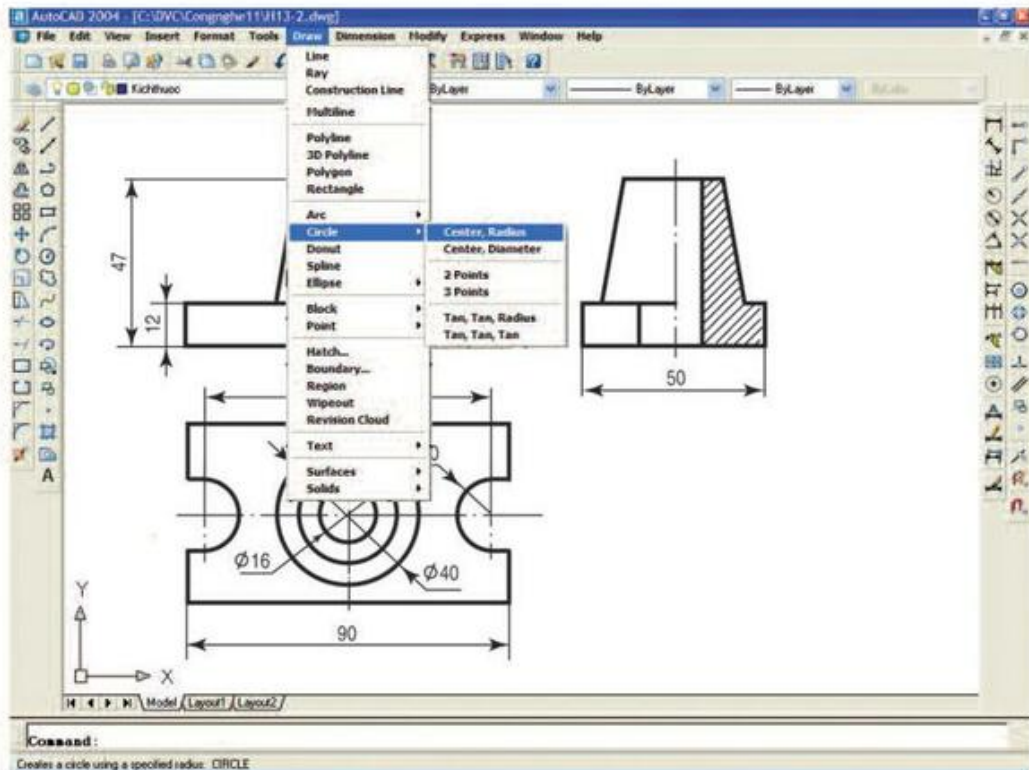 AutoCAD 2004 - [C:\DVC\Congnghe11\H13-2.dwg]
File Edit View Insert Format Tools Draw Dimension Modify Express Window Help
Kichthuoc ByLayer ByLayer ByLayer
Line
Ray
Construction Line
Multiline
Polyline
3D Polyline
Polygon
Rectangle
Arc
Circle
Donut
Spline
Ellipse
Block
Point
Hatch...
Boundary...
Region
Wipeout
Revision Cloud
Text
Surfaces
Solids
Center, Radius
Center, Diameter
2 Points
3 Points
Tan, Tan, Radius
Tan, Tan, Tan
47
12
50
0
Ø16
Ø40
90
Y
X
A
Model Layout1 Layout2
Command:
Creates a circle using a specified radius: CIRCLE